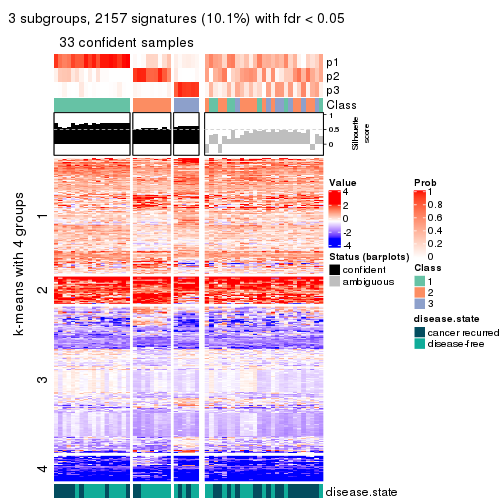 3 subgroups, 2157 signatures (10.1%) with fdr < 0.05
33 confident samples
p1
p2
p3
Class
1
0.5
0
Silhouette
score
k-means with 4 groups
1
2
3
4
Value
4
2
0
-2
-4
Status (barplots)
confident
ambiguous
Prob
1
0.8
0.6
0.4
0.2
0
Class
1
2
3
disease.state
cancer recurred
disease-free
disease.state